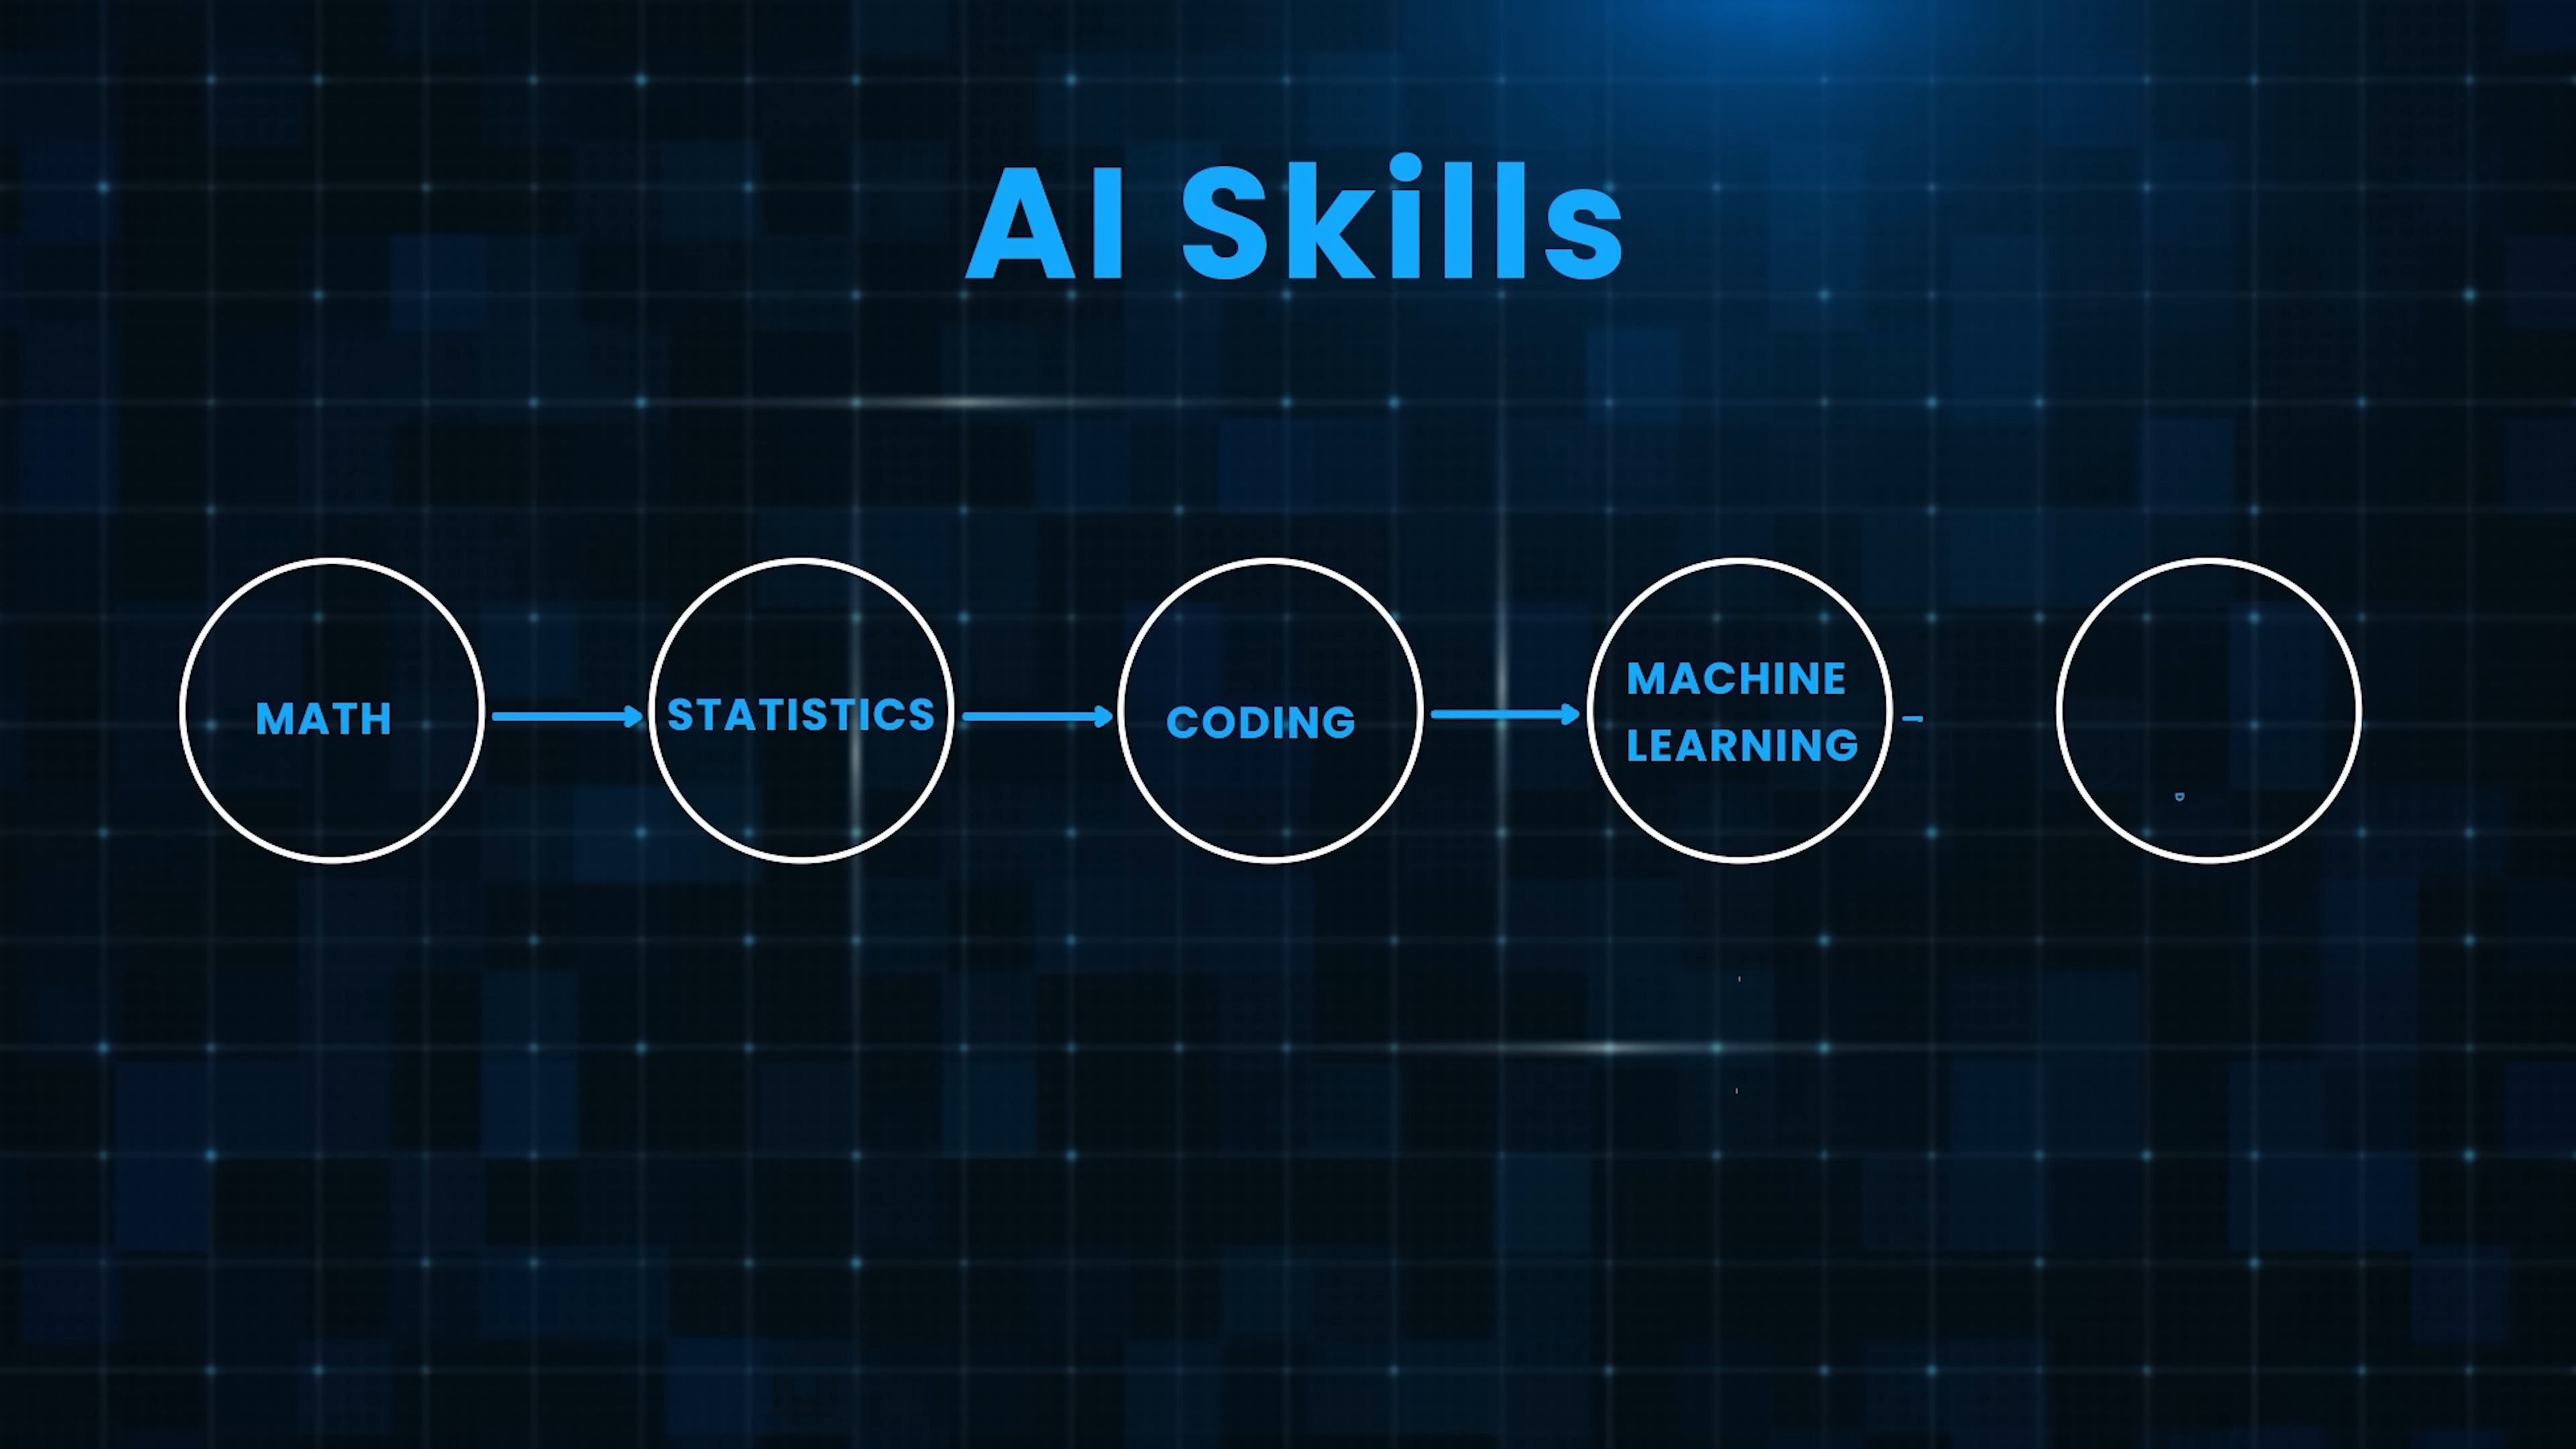 AI Skills
MATH
STATISTICS
CODING
MACHINE
LEARNING